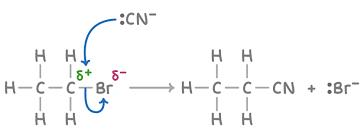 :CN⁻
H H H H
δ+ δ⁻
H C C Br H C C CN + :Br⁻
H H H H